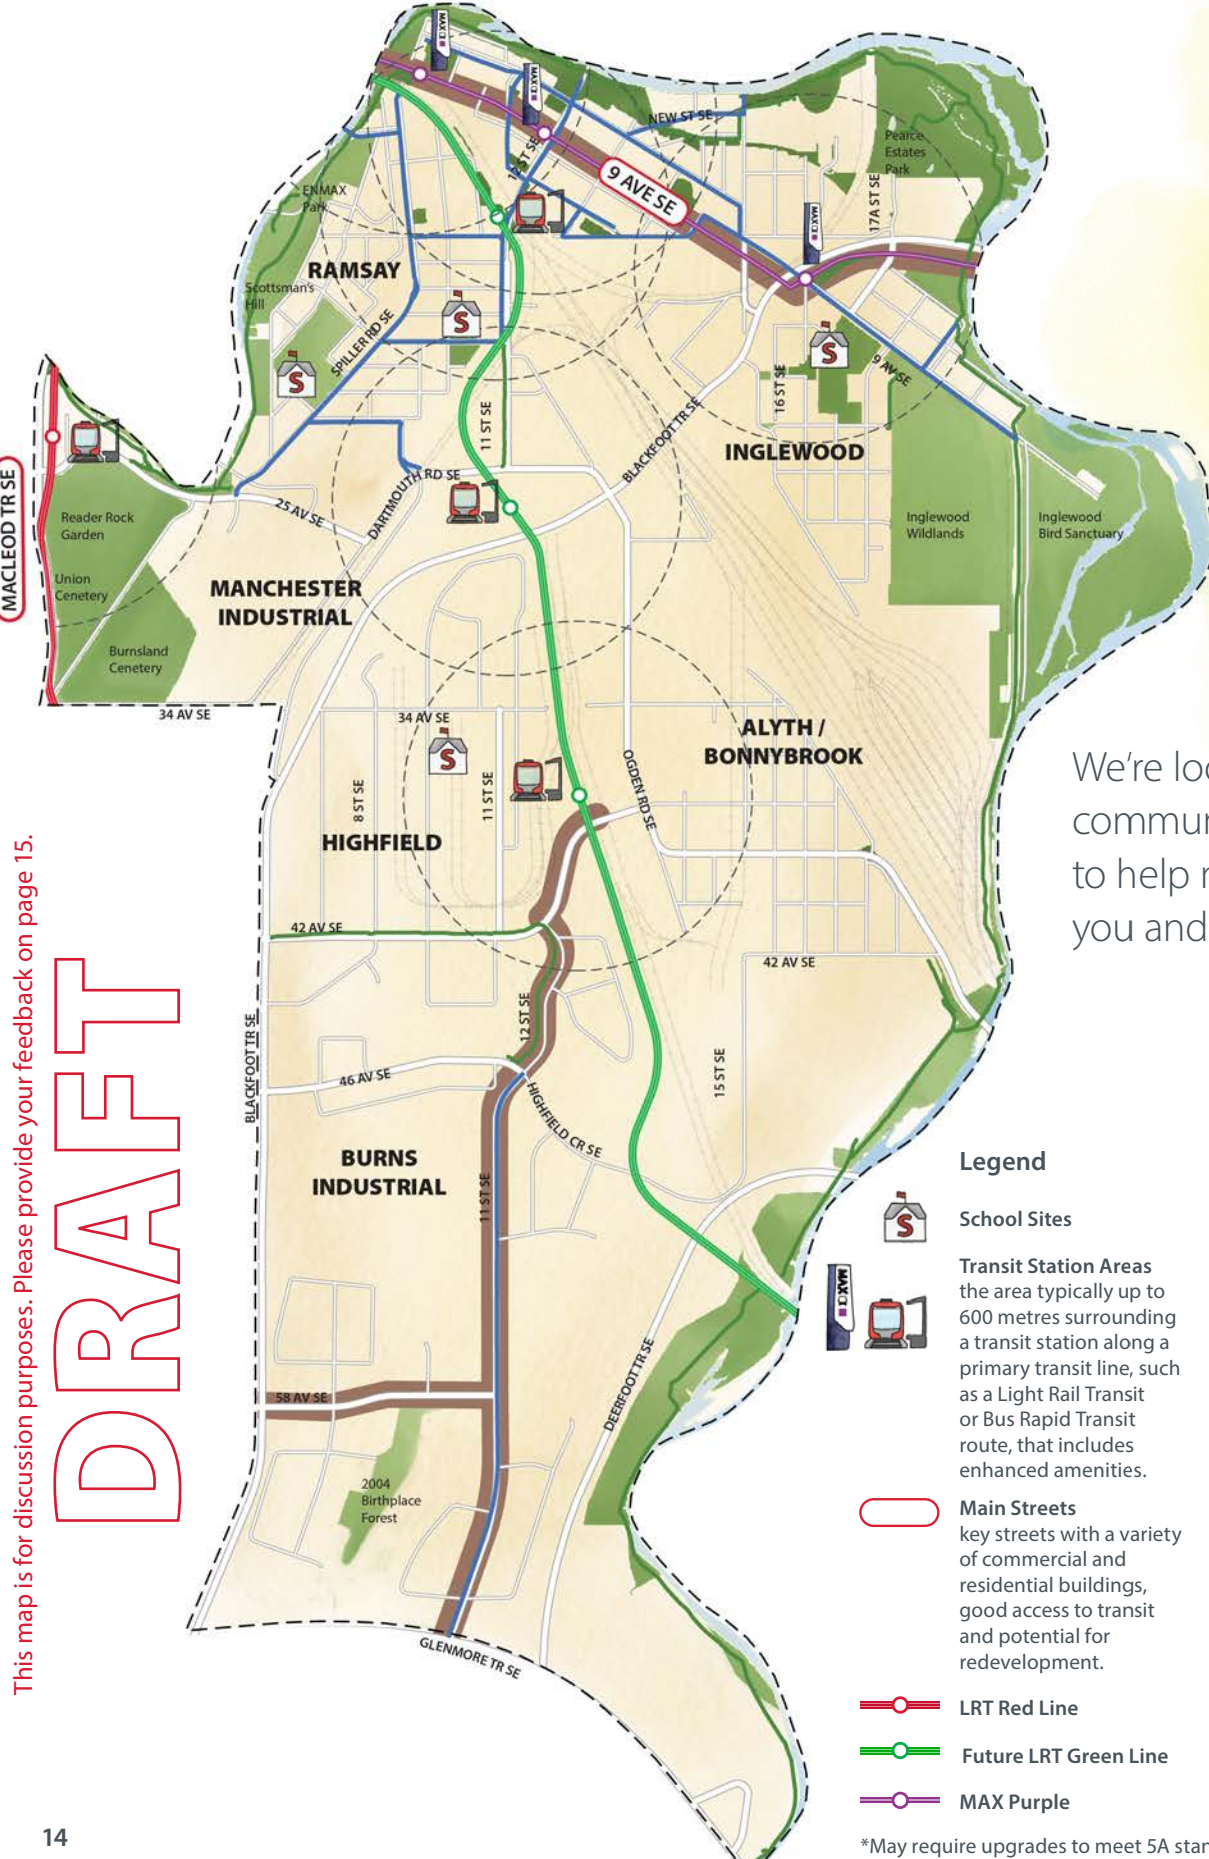 MAX
MAX
NEW ST SE
Pearce
Estates
Park
12 ST SE
9 AVE SE
17A ST SE
ENMAX
Park
MAX
RAMSAY
Scottsman's
Hill
S
SPILLER RD SE
S
S
9 AV SE
16 ST SE
11 ST SE
BLACKFOOT TR SE
INGLEWOOD
MACLEOD TR SE
DARTMOUTH RD SE
25 AV SE
Reader Rock
Garden
Inglewood
Wildlands
Inglewood
Bird Sanctuary
Union
Cenetery
MANCHESTER
INDUSTRIAL
Burnsland
Cenetery
34 AV SE
34 AV SE
S
ALYTH /
BONNYBROOK
OGDEN RD SE
8 ST SE
11 ST SE
HIGHFIELD
We're loo
commun
to help r
you and
42 AV SE
42 AV SE
12 ST SE
BLACKFOOT TR SE
46 AV SE
15 ST SE
HIGHFIELD CR SE
BURNS
INDUSTRIAL
11 ST SE
DEERFOOT TR SE
58 AV SE
2004
Birthplace
Forest
GLENMORE TR SE
This map is for discussion purposes. Please provide your feedback on page 15.
DRAFT
Legend
S
School Sites
MAX
Transit Station Areas
the area typically up to
600 metres surrounding
a transit station along a
primary transit line, such
as a Light Rail Transit
or Bus Rapid Transit
route, that includes
enhanced amenities.
Main Streets
key streets with a variety
of commercial and
residential buildings,
good access to transit
and potential for
redevelopment.
LRT Red Line
Future LRT Green Line
MAX Purple
*May require upgrades to meet 5A stan
14